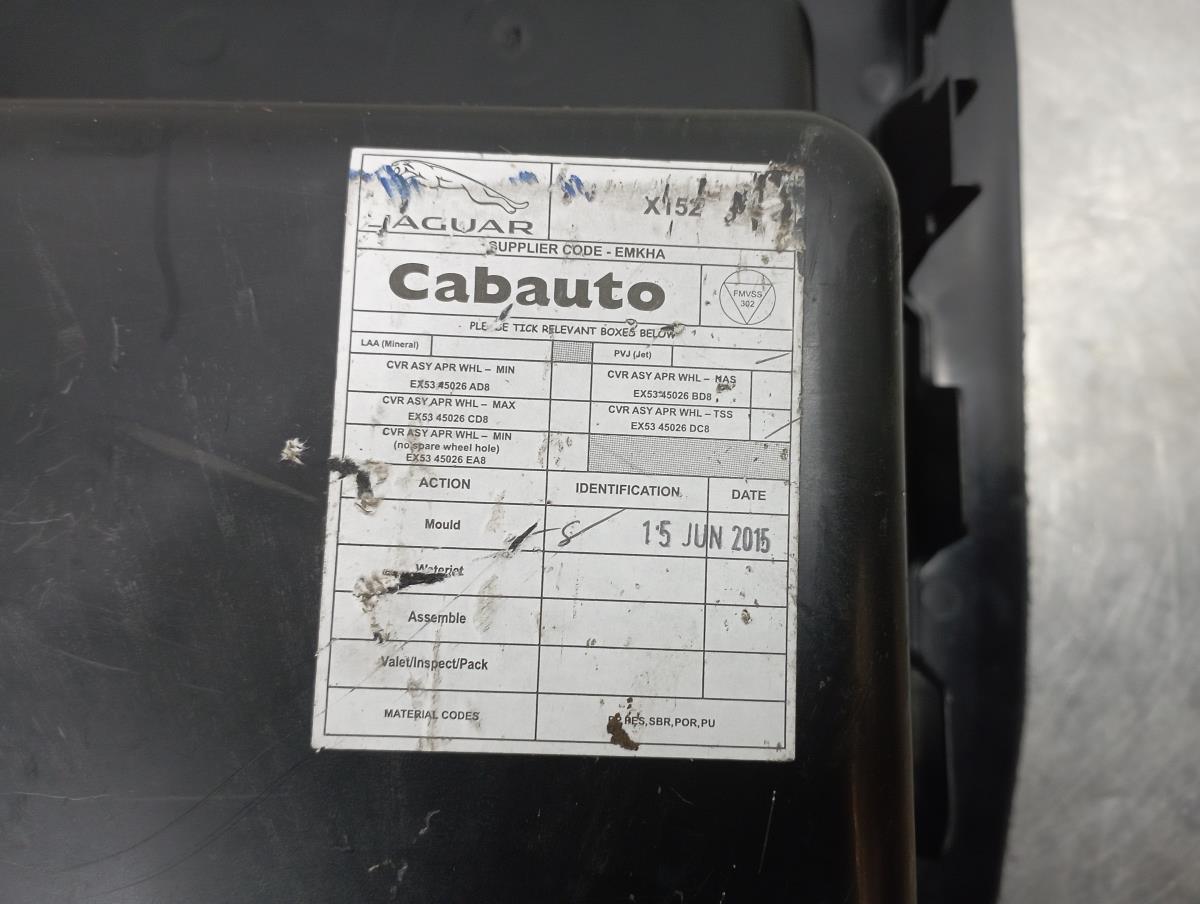 JAGUAR
X152
SUPPLIER CODE - EMKHA
Cabauto
FMVSS
302
TICK RELEVANT BOXES BELOW
LAA (Mineral)
PVJ (Jet)
CVR ASY APR WHL – MIN
EX53 45026 AD8
CVR ASY APR WHL – NAS
EX53 45026 BD8
CVR ASY APR WHL – MAX
EX53 45026 CD8
CVR ASY APR WHL – TSS
EX53 45026 DC8
CVR ASY APR WHL – MIN
(no spare wheel hole)
EX53 45026 EA8
ACTION IDENTIFICATION DATE
Mould 15 JUN 2015
Waterjet
Assemble
Valet/Inspect/Pack
MATERIAL CODES
PES,SBR,POR,PU